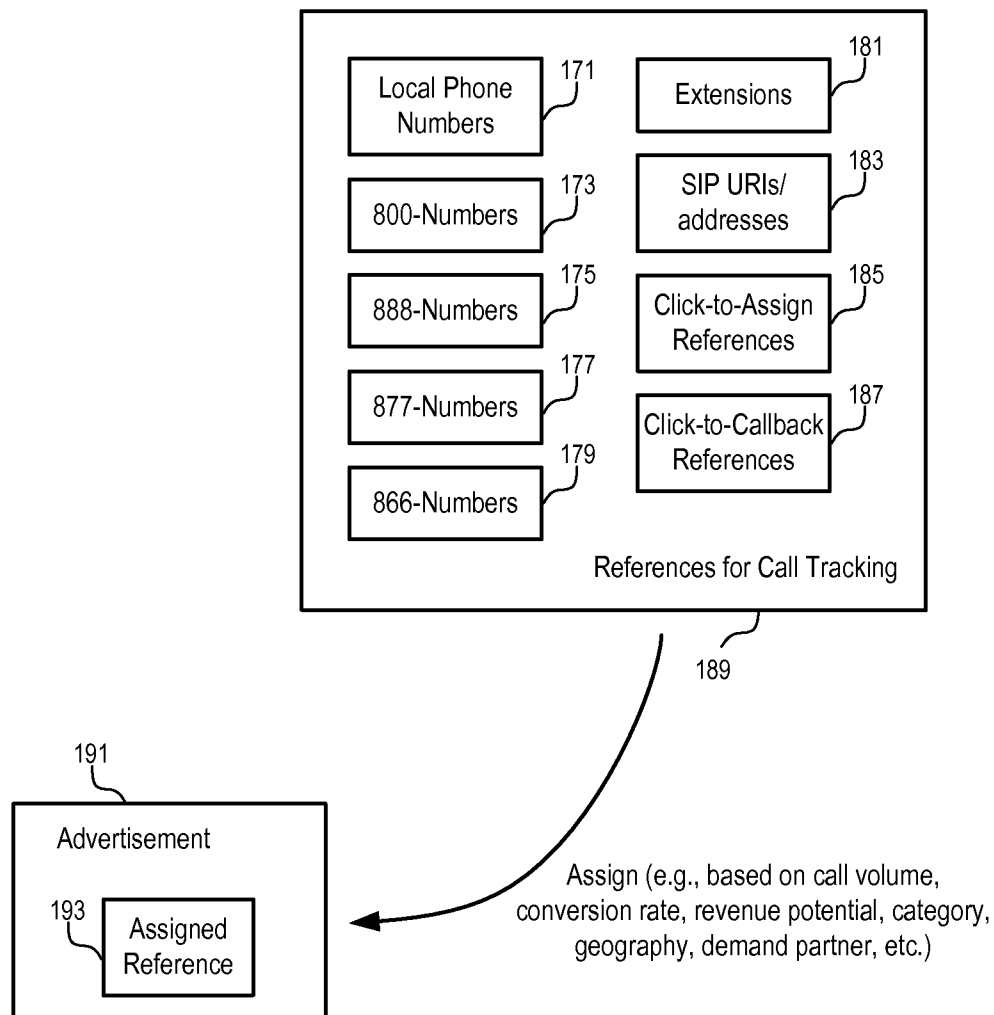 Local Phone
Numbers
171
800-Numbers
173
888-Numbers
175
877-Numbers
177
866-Numbers
179
Extensions
181
SIP URIs/
addresses
183
Click-to-Assign
References
185
Click-to-Callback
References
187
References for Call Tracking
189
191
Advertisement
193
Assigned
Reference
Assign (e.g., based on call volume,
conversion rate, revenue potential, category,
geography, demand partner, etc.)